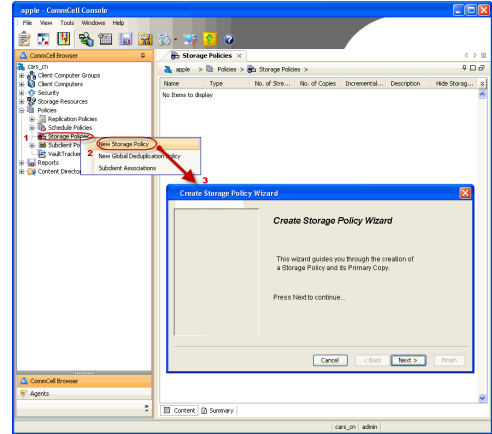 apple - CommCell Console
File View Tools Windows Help
CommCell Browser
Storage Policies
cars_cn
apple > Policies > Storage Policies >
Client Computer Groups
Client Computers
Security
Storage Resources
Policies
Replication Policies
Schedule Policies
Storage Policies
Subclient Po
VaultTracker
Reports
Content Director
Name Type No. of Stre... No. of Copies Incremental... Description Hide Storag...
No Items to display
1
2
3
New Storage Policy
New Global Deduplication Policy
Subclient Associations
Create Storage Policy Wizard
Create Storage Policy Wizard
This wizard guides you through the creation of
a Storage Policy and its Primary Copy.
Press Next to continue...
Cancel < Back Next > Finish
CommCell Browser
Agents
Content Summary
cars_cn admin